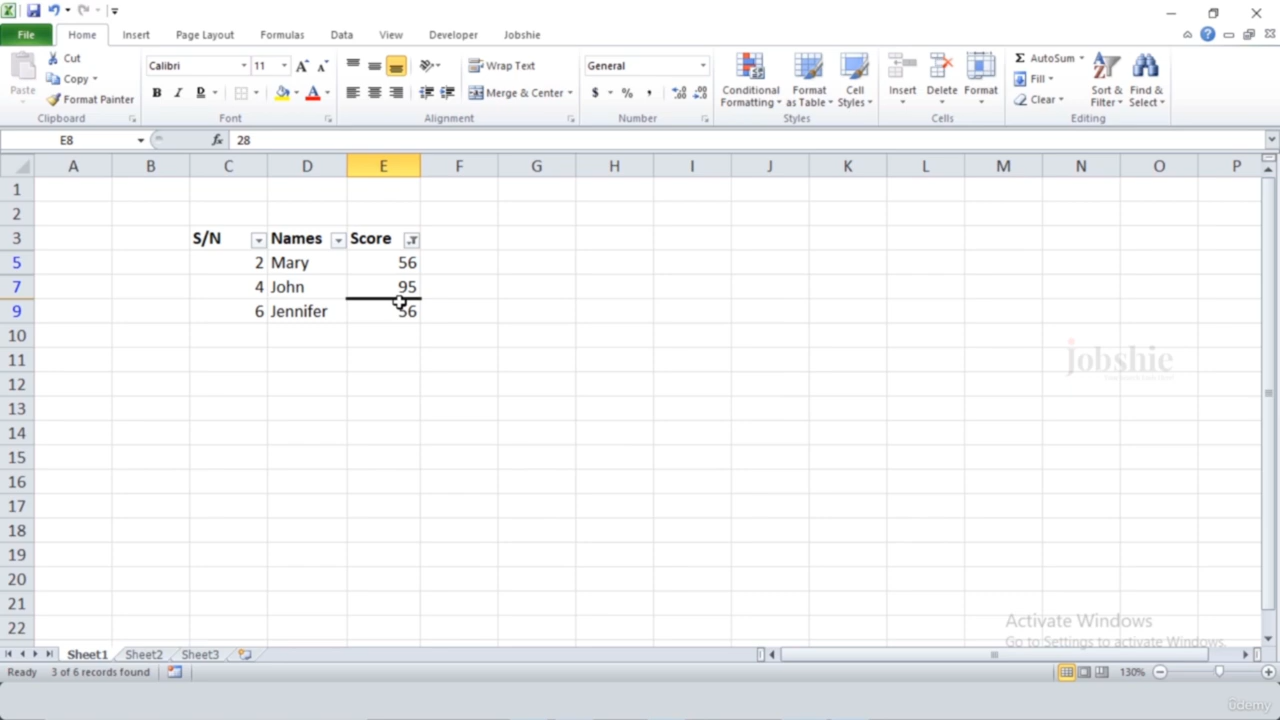 File Home Insert Page Layout Formulas Data View Developer Jobshie
Paste
Cut
Copy
Format Painter
Clipboard
Calibri 11
B I D
Font
Wrap Text
Merge & Center
Alignment
General
$ % ,
Number
Conditional Formatting
Format as Table
Cell Styles
Styles
Insert Delete Format
Cells
Σ AutoSum
Fill
Clear
Sort & Filter
Find & Select
Editing
E8 fx 28
A B C D E F G H I J K L M N O P
1
2
3 S/N Names Score
5 2 Mary 56
7 4 John 95
9 6 Jennifer 56
10
11
12
13
14
15
16
17
18
19
20
21
22
Jobshie
Activate Windows
Go to Settings to activate Windows.
Sheet1 Sheet2 Sheet3
Ready 3 of 6 records found 130%
Udemy